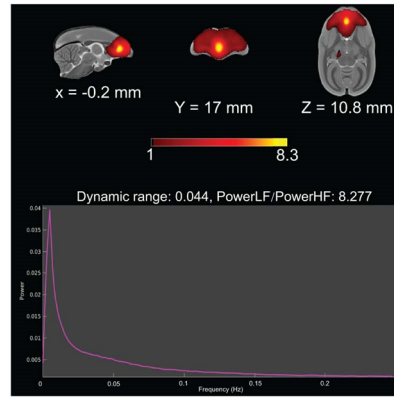 x = -0.2 mm
Y = 17 mm
Z = 10.8 mm
1
8.3
Dynamic range: 0.044, PowerLF/PowerHF: 8.277
0.04
0.035
0.03
0.025
0.02
0.015
0.01
0.005
Power
0
0.05
0.1
0.15
0.2
Frequency (Hz)